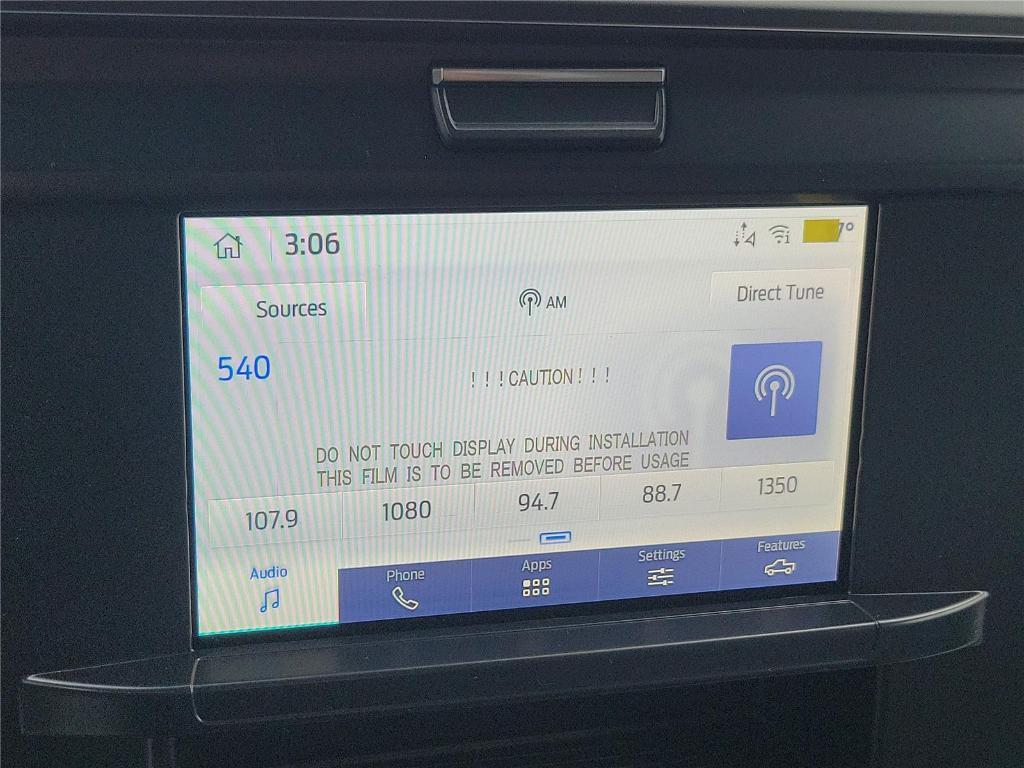 3:06
7°
Sources
AM
Direct Tune
540
! ! ! CAUTION ! ! !
DO NOT TOUCH DISPLAY DURING INSTALLATION
THIS FILM IS TO BE REMOVED BEFORE USAGE
107.9 1080 94.7 88.7 1350
Audio Phone Apps Settings Features